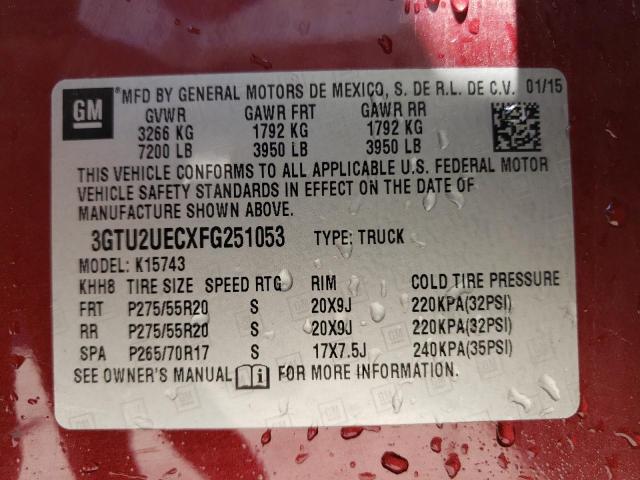 GM ® MFD BY GENERAL MOTORS DE MEXICO, S. DE R.L. DE C.V. 01/15
GVWR GAWR FRT GAWR RR
3266 KG 1792 KG 1792 KG
7200 LB 3950 LB 3950 LB
THIS VEHICLE CONFORMS TO ALL APPLICABLE U.S. FEDERAL MOTOR
VEHICLE SAFETY STANDARDS IN EFFECT ON THE DATE OF
MANUFACTURE SHOWN ABOVE.
3GTU2UECXFG251053 TYPE: TRUCK
MODEL: K15743
KHH8 TIRE SIZE SPEED RTG RIM COLD TIRE PRESSURE
FRT P275/55R20 S 20X9J 220KPA(32PSI)
RR P275/55R20 S 20X9J 220KPA(32PSI)
SPA P265/70R17 S 17X7.5J 240KPA(35PSI)
SEE OWNER'S MANUAL FOR MORE INFORMATION.